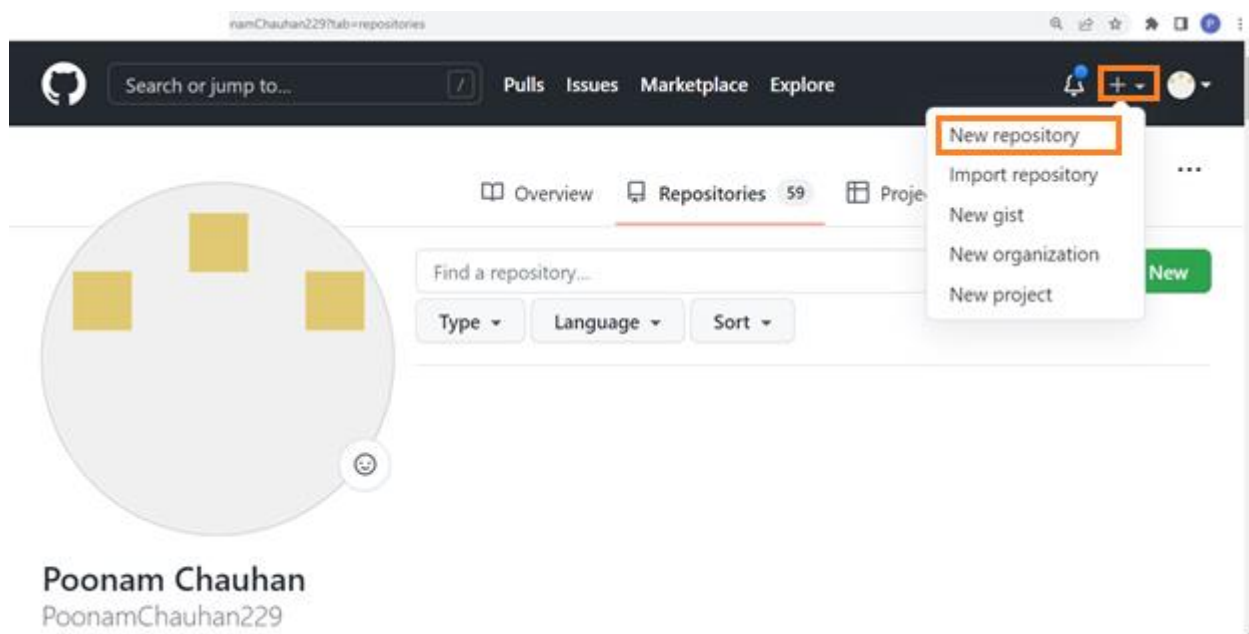 namChauhan229?tab=repositories
P
Search or jump to... / Pulls Issues Marketplace Explore
+
New repository
Import repository
New gist
New organization
New project
Overview Repositories 59 Proje
Find a repository... New
Type Language Sort
Poonam Chauhan
PoonamChauhan229